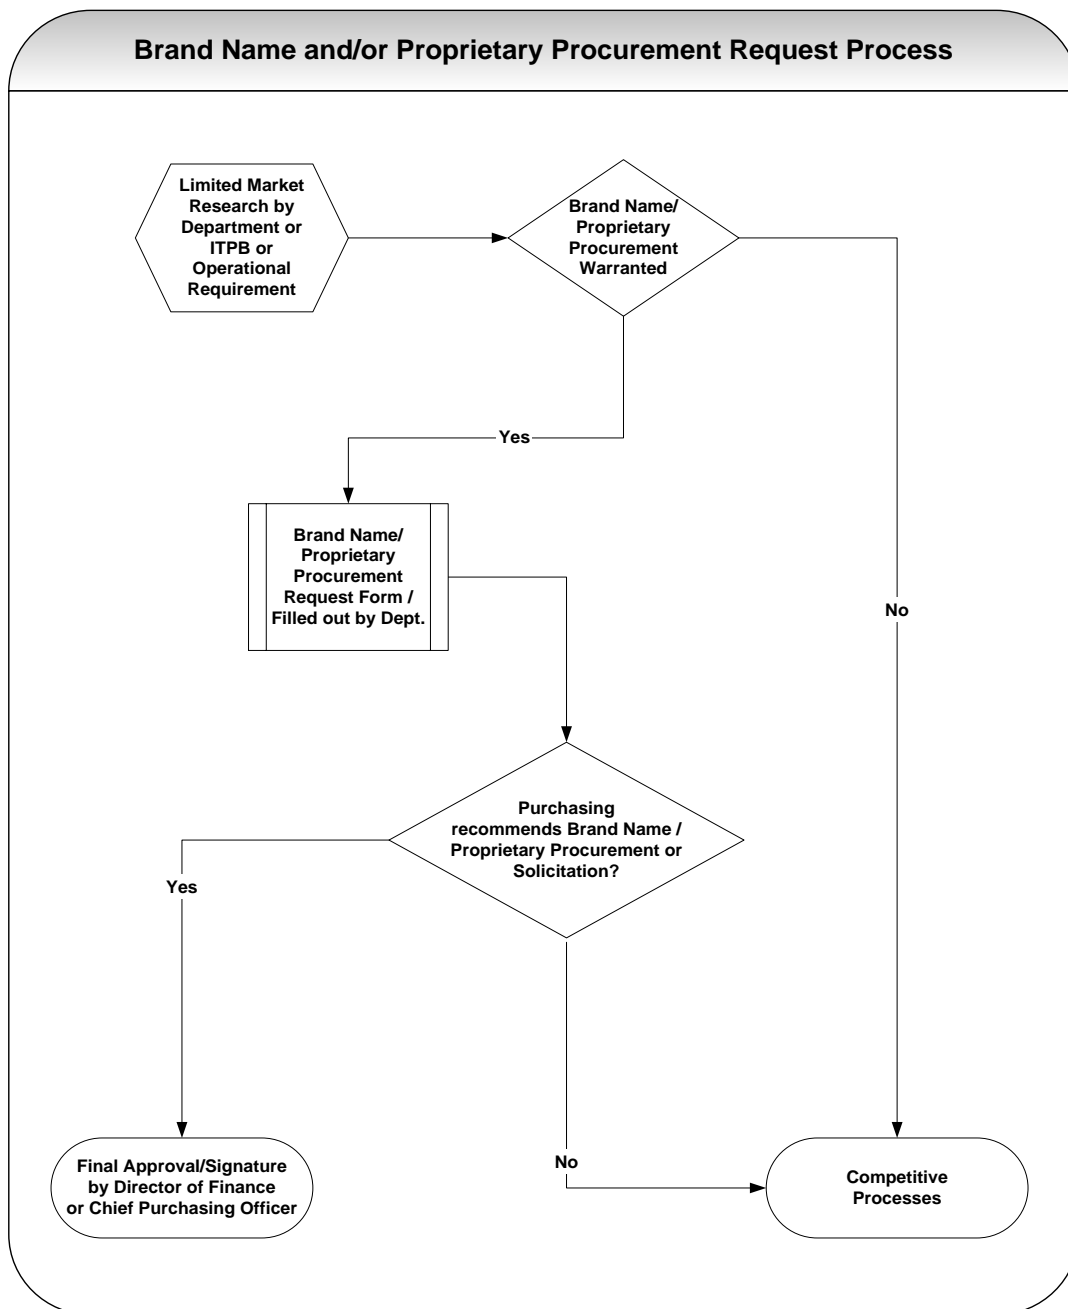 Brand Name and/or Proprietary Procurement Request Process
Limited Market
Research by
Department or
ITPB or
Operational
Requirement
Brand Name/
Proprietary
Procurement
Warranted
Yes
Brand Name/
Proprietary
Procurement
Request Form /
Filled out by Dept.
No
Purchasing
recommends Brand Name /
Proprietary Procurement or
Solicitation?
Yes
Final Approval/Signature
by Director of Finance
or Chief Purchasing Officer
No
Competitive
Processes